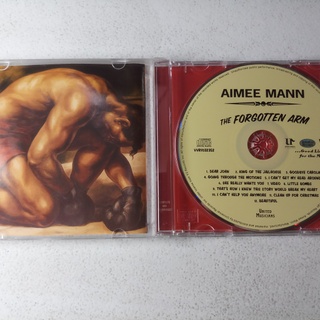 AIMEE MANN
THE FORGOTTEN ARM
1. DEAR JOHN 2. KING OF THE JAILHOUSE 3. GOODBYE CAROLINE
4. GOING THROUGH THE MOTIONS 5. I CAN'T GET MY HEAD AROUND
6. SHE REALLY WANTS YOU 7. VIDEO 8. LITTLE BOMBS
9. THAT'S HOW I KNEW THIS STORY WOULD BREAK MY HEART
10. I CAN'T HELP YOU ANYMORE 11. CLEAN UP FOR CHRISTMAS
12. BEAUTIFUL
UNITED
MUSICIANS